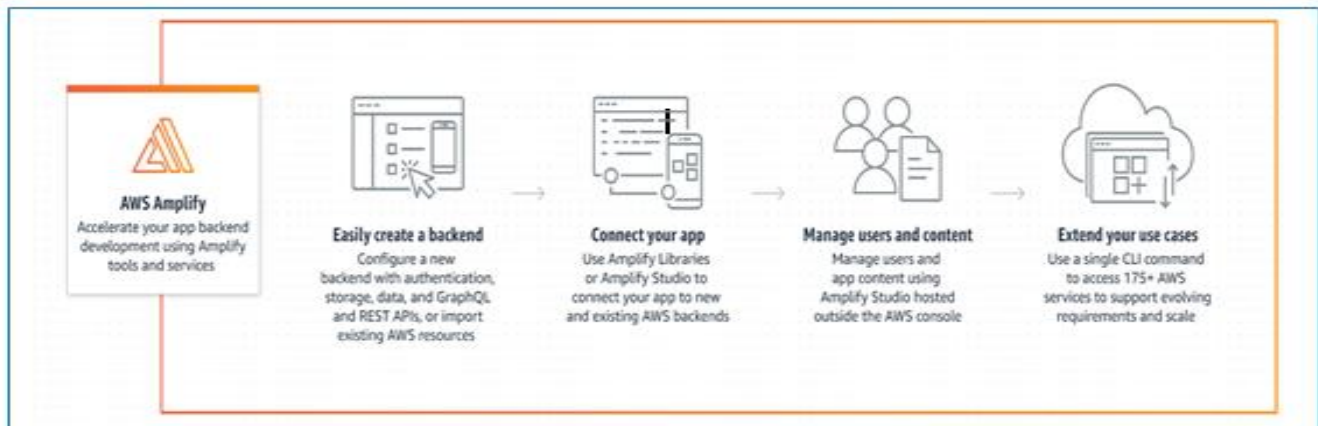 AWS Amplify
Accelerate your app backend
development using Amplify
tools and services
Easily create a backend
Configure a new
backend with authentication,
storage, data, and GraphQL
and REST APIs, or import
existing AWS resources
Connect your app
Use Amplify Libraries
or Amplify Studio to
connect your app to new
and existing AWS backends
Manage users and content
Manage users and
app content using
Amplify Studio hosted
outside the AWS console
Extend your use cases
Use a single CLI command
to access 175+ AWS
services to support evolving
requirements and scale